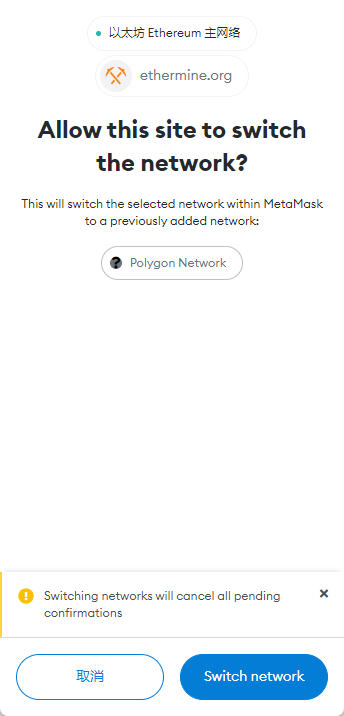 以太坊 Ethereum 主网络
ethermine.org
Allow this site to switch
the network?
This will switch the selected network within MetaMask
to a previously added network:
? Polygon Network
Switching networks will cancel all pending
confirmations
取消 Switch network